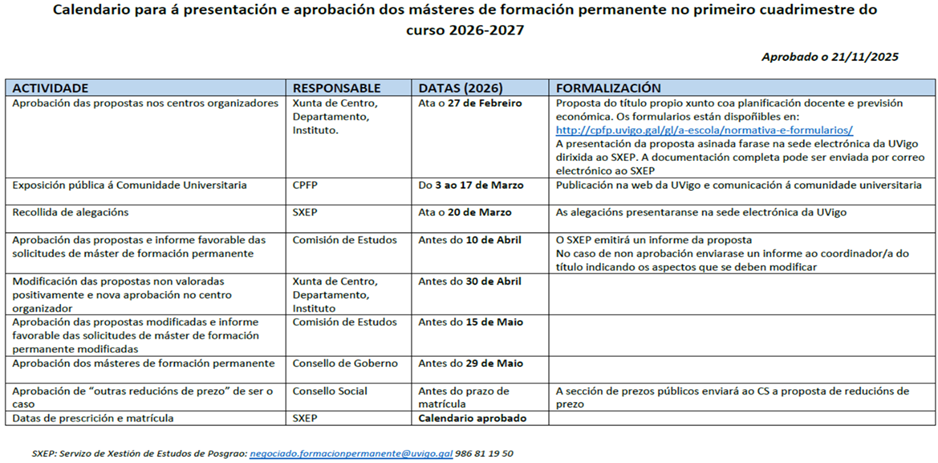 Calendario para á presentación e aprobación dos másteres de formación permanente no primeiro cuadrimestre do
curso 2026-2027
Aprobado o 21/11/2025
ACTIVIDADE RESPONSABLE DATAS (2026) FORMALIZACIÓN
Aprobación das propostas nos centros organizadores
Xunta de Centro,
Departamento,
Instituto.
Ata o 27 de Febreiro
Proposta do título propio xunto coa planificación docente e previsión
económica. Os formularios están dispoñibles en:
http://cpfp.uvigo.gal/gl/a-escola/normativa-e-formularios/
A presentación da proposta asinada farase na sede electrónica da UVigo
dirixida ao SXEP. A documentación completa pode ser enviada por correo
electrónico ao SXEP
Exposición pública á Comunidade Universitaria
CPFP
Do 3 ao 17 de Marzo
Publicación na web da UVigo e comunicación á comunidade universitaria
Recollida de alegacións
SXEP
Ata o 20 de Marzo
As alegacións presentaranse na sede electrónica da UVigo
Aprobación das propostas e informe favorable das
solicitudes de máster de formación permanente
Comisión de Estudos
Antes do 10 de Abril
O SXEP emitirá un informe da proposta
No caso de non aprobación enviarase un informe ao coordinador/a do
título indicando os aspectos que se deben modificar
Modificación das propostas non valoradas
positivamente e nova aprobación no centro
organizador
Xunta de Centro,
Departamento,
Instituto
Antes do 30 de Abril
Aprobación das propostas modificadas e informe
favorable das solicitudes de máster de formación
permanente modificadas
Comisión de Estudos
Antes do 15 de Maio
Aprobación dos másteres de formación permanente
Consello de Goberno
Antes do 29 de Maio
Aprobación de “outras reducións de prezo” de ser o
caso
Consello Social
Antes do prazo de
matrícula
A sección de prezos públicos enviará ao CS a proposta de reducións de
prezo
Datas de prescrición e matrícula
SXEP
Calendario aprobado
SXEP: Servizo de Xestión de Estudos de Posgrao: negociado.formacionpermanente@uvigo.gal 986 81 19 50